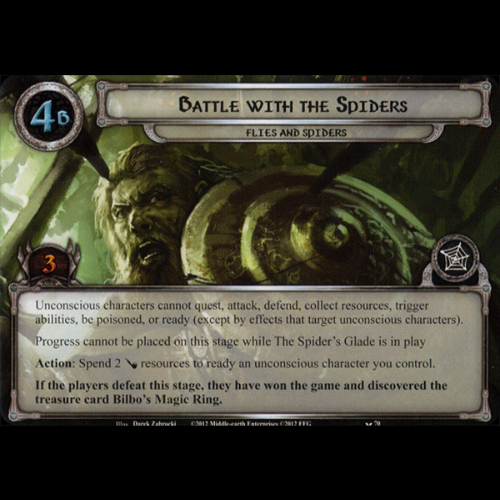 4B
BATTLE WITH THE SPIDERS
FLIES AND SPIDERS
3
Unconscious characters cannot quest, attack, defend, collect resources, trigger
abilities, be poisoned, or ready (except by effects that target unconscious characters).
Progress cannot be placed on this stage while The Spider's Glade is in play
Action: Spend 2 resources to ready an unconscious character you control.
If the players defeat this stage, they have won the game and discovered the
treasure card Bilbo's Magic Ring.
Illus. Darek Zabrocki ©2012 Middle-earth Enterprises ©2012 FFG 70